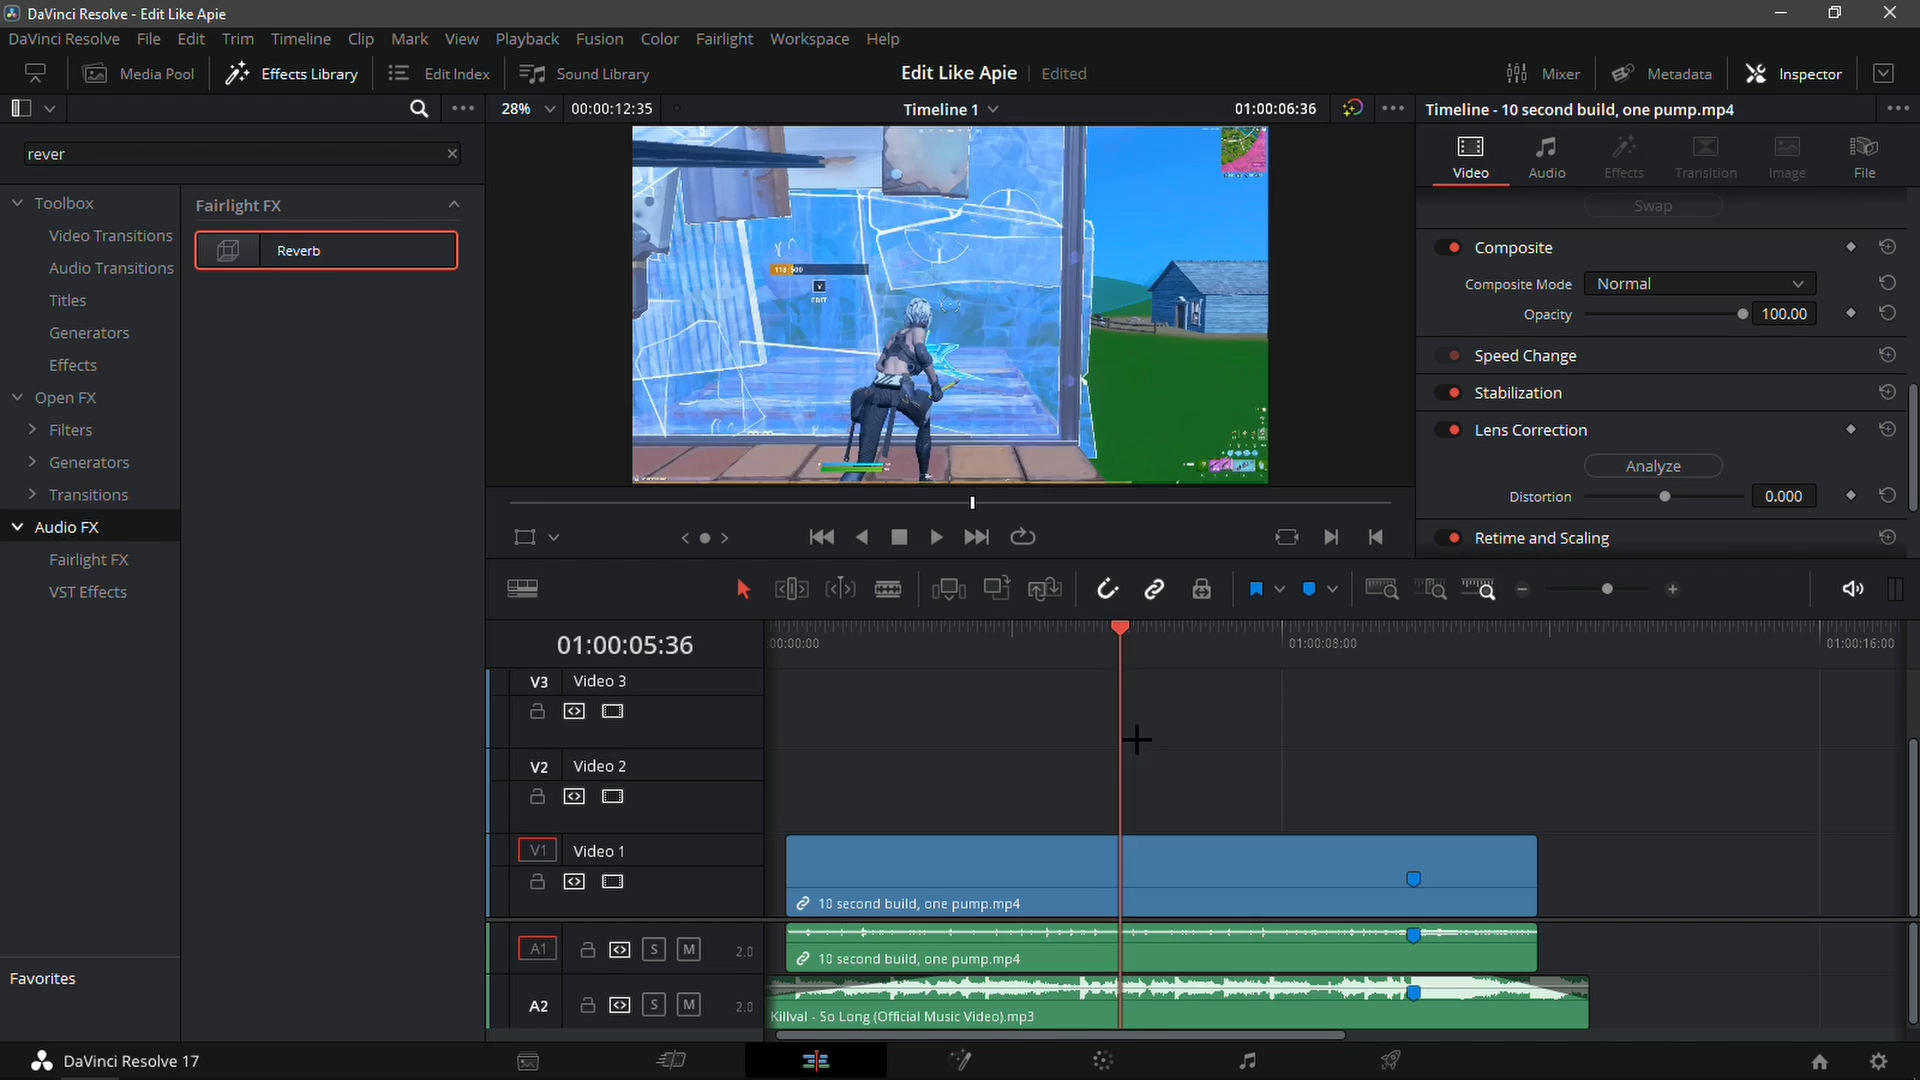 DaVinci Resolve - Edit Like Apie
DaVinci Resolve File Edit Trim Timeline Clip Mark View Playback Fusion Color Fairlight Workspace Help
Media Pool Effects Library Edit Index Sound Library Edit Like Apie Edited Mixer Metadata Inspector
28% 00:00:12:35 Timeline 1 01:00:06:36 Timeline - 10 second build, one pump.mp4
rever
Toolbox
Video Transitions
Audio Transitions
Titles
Generators
Effects
Open FX
Filters
Generators
Transitions
Audio FX
Fairlight FX
VST Effects
Favorites
Fairlight FX
Reverb
EDIT
Video Audio Effects Transition Image File
Swap
Composite
Composite Mode Normal
Opacity 100.00
Speed Change
Stabilization
Lens Correction
Analyze
Distortion 0.000
Retime and Scaling
01:00:05:36
00:00:00 01:00:08:00 01:00:16:00
V3 Video 3
V2 Video 2
V1 Video 1
10 second build, one pump.mp4
A1 S M 2.0
10 second build, one pump.mp4
A2 S M 2.0
Killval - So Long (Official Music Video).mp3
DaVinci Resolve 17